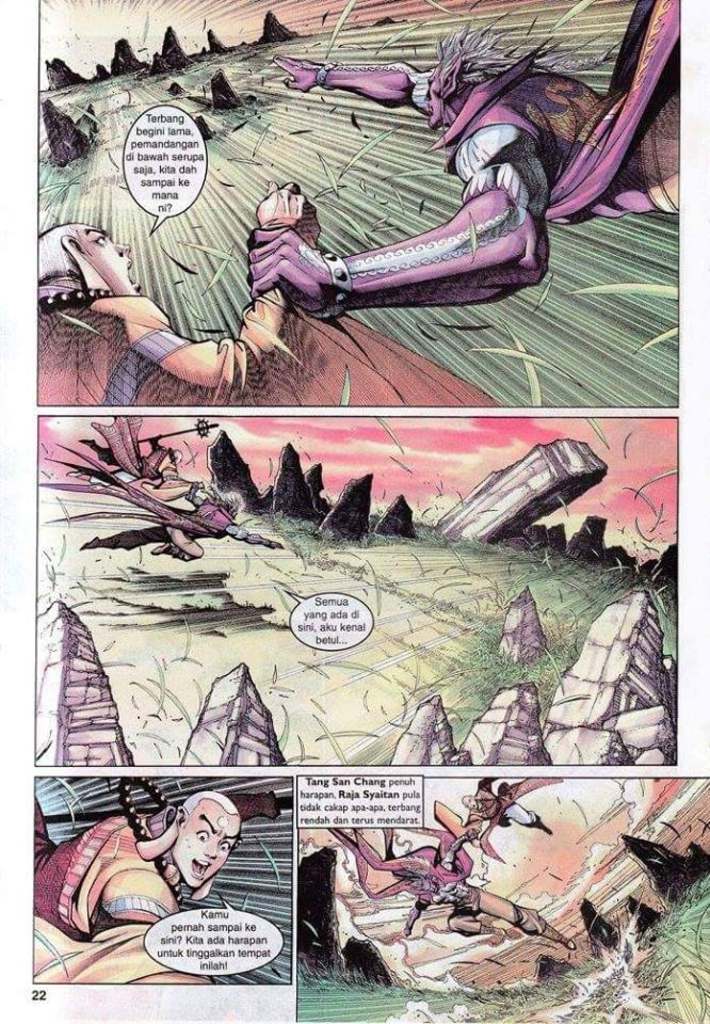 Terbang
begini lama,
pemandangan
di bawah serupa
saja, kita dah
sampai ke
mana
ni?
Semua
yang ada di
sini, aku kenal
betul...
Kamu
pernah sampai ke
sini? Kita ada harapan
untuk tinggalkan tempat
inilah!
Tang San Chang penuh
harapan, Raja Syaitan pula
tidak cakap apa-apa, terbang
rendah dan terus mendarat.
22